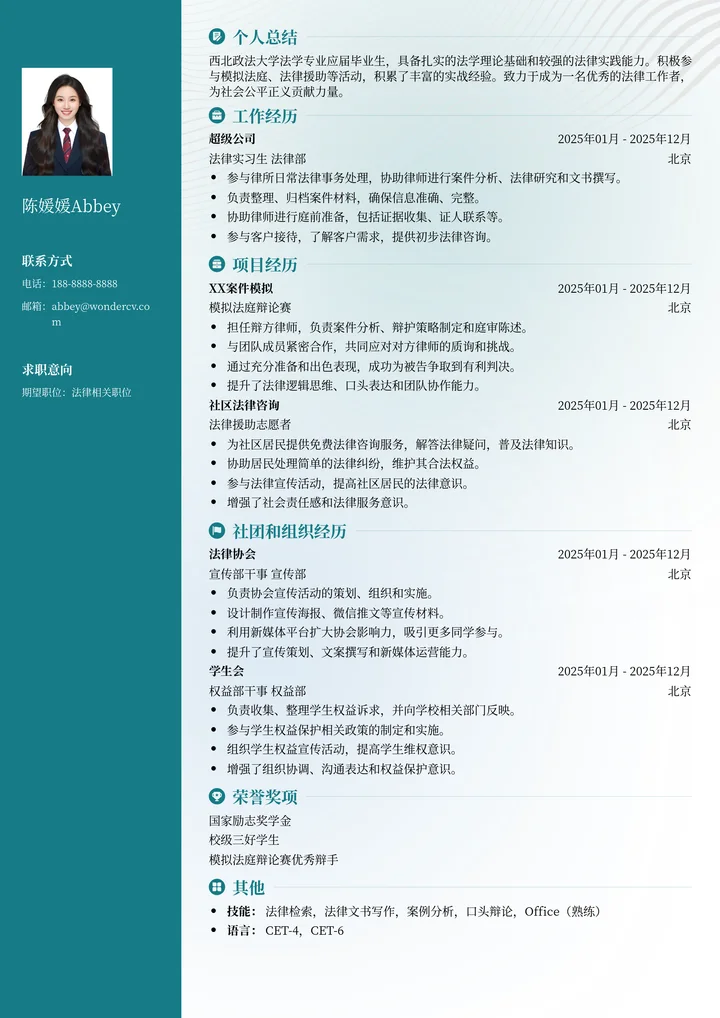 陈媛媛Abbey
联系方式
电话：188-8888-8888
邮箱：abbey@wondercv.co
m
求职意向
期望职位：法律相关职位
个人总结
西北政法大学法学专业应届毕业生，具备扎实的法学理论基础和较强的法律实践能力。积极参
与模拟法庭、法律援助等活动，积累了丰富的实战经验。致力于成为一名优秀的法律工作者，
为社会公平正义贡献力量。
工作经历
超级公司 2025年01月 - 2025年12月
法律实习生 法律部 北京
• 参与律所日常法律事务处理，协助律师进行案件分析、法律研究和文书撰写。
• 负责整理、归档案件材料，确保信息准确、完整。
• 协助律师进行庭前准备，包括证据收集、证人联系等。
• 参与客户接待，了解客户需求，提供初步法律咨询。
项目经历
XX案件模拟 2025年01月 - 2025年12月
模拟法庭辩论赛 北京
• 担任辩方律师，负责案件分析、辩护策略制定和庭审陈述。
• 与团队成员紧密合作，共同应对对方律师的质询和挑战。
• 通过充分准备和出色表现，成功为被告争取到有利判决。
• 提升了法律逻辑思维、口头表达和团队协作能力。
社区法律咨询 2025年01月 - 2025年12月
法律援助志愿者 北京
• 为社区居民提供免费法律咨询服务，解答法律疑问，普及法律知识。
• 协助居民处理简单的法律纠纷，维护其合法权益。
• 参与法律宣传活动，提高社区居民的法律意识。
• 增强了社会责任感和法律服务意识。
社团和组织经历
法律协会 2025年01月 - 2025年12月
宣传部干事 宣传部 北京
• 负责协会宣传活动的策划、组织和实施。
• 设计制作宣传海报、微信推文等宣传材料。
• 利用新媒体平台扩大协会影响力，吸引更多同学参与。
• 提升了宣传策划、文案撰写和新媒体运营能力。
学生会 2025年01月 - 2025年12月
权益部干事 权益部 北京
• 负责收集、整理学生权益诉求，并向学校相关部门反映。
• 参与学生权益保护相关政策的制定和实施。
• 组织学生权益宣传活动，提高学生维权意识。
• 增强了组织协调、沟通表达和权益保护意识。
荣誉奖项
国家励志奖学金
校级三好学生
模拟法庭辩论赛优秀辩手
其他
• 技能： 法律检索，法律文书写作，案例分析，口头辩论，Office（熟练）
• 语言： CET-4，CET-6